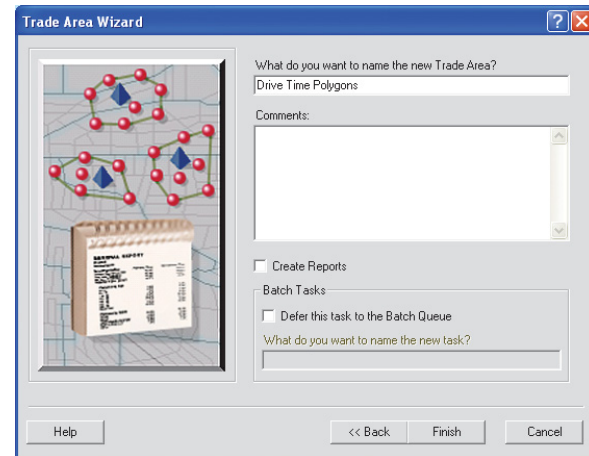 Trade Area Wizard
What do you want to name the new Trade Area?
Drive Time Polygons
Comments:
GENERAL REPORT
Create Reports
Batch Tasks
Defer this task to the Batch Queue
What do you want to name the new task?
Help
<< Back
Finish
Cancel